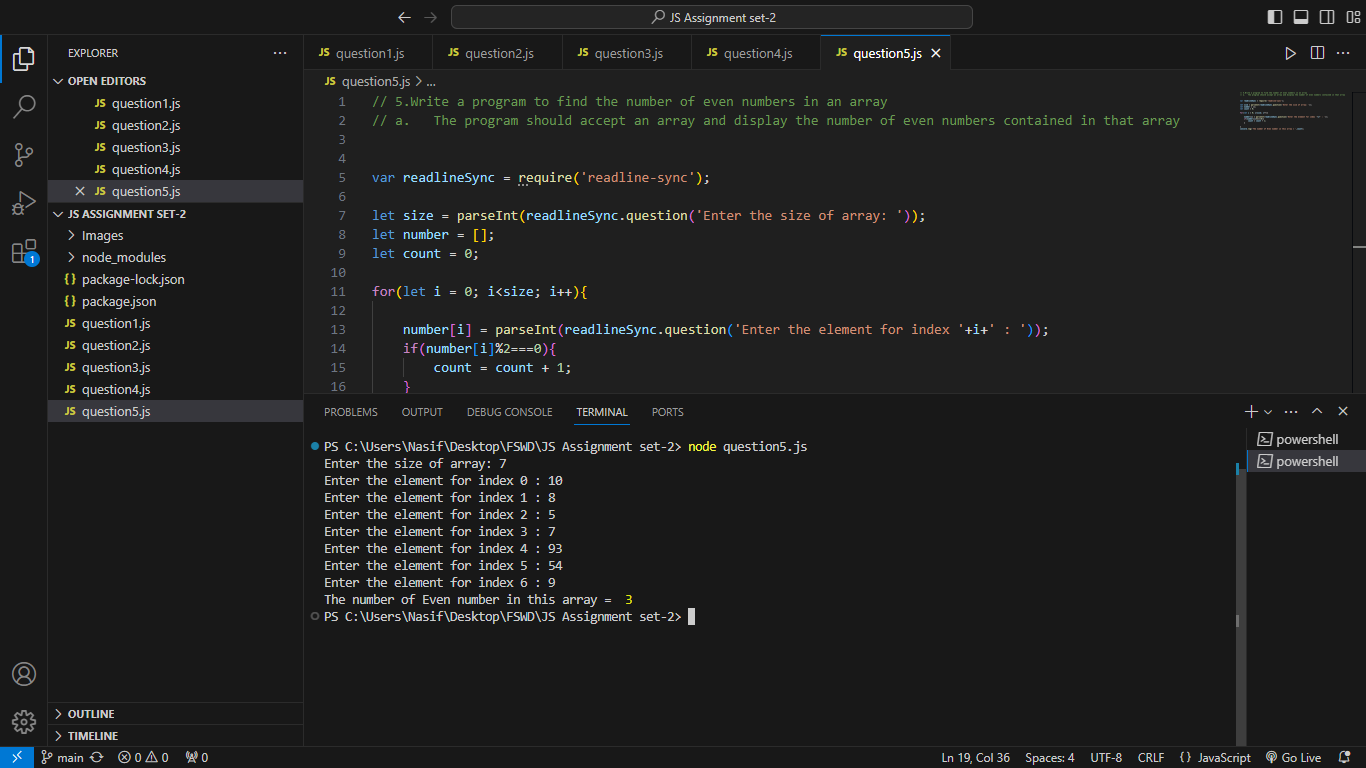 JS Assignment set-2
EXPLORER
OPEN EDITORS
JS question1.js
JS question2.js
JS question3.js
JS question4.js
JS question5.js
JS ASSIGNMENT SET-2
Images
node_modules
{} package-lock.json
{} package.json
JS question1.js
JS question2.js
JS question3.js
JS question4.js
JS question5.js
OUTLINE
TIMELINE
1
JS question1.js JS question2.js JS question3.js JS question4.js JS question5.js
JS question5.js > ...
1 // 5.Write a program to find the number of even numbers in an array
2 // a.   The program should accept an array and display the number of even numbers contained in that array
3
4
5 var readlineSync = require('readline-sync');
6
7 let size = parseInt(readlineSync.question('Enter the size of array: '));
8 let number = [];
9 let count = 0;
10
11 for(let i = 0; i<size; i++){
12
13     number[i] = parseInt(readlineSync.question('Enter the element for index '+i+' : '));
14     if(number[i]%2===0){
15         count = count + 1;
16     }
PROBLEMS OUTPUT DEBUG CONSOLE TERMINAL PORTS
PS C:\Users\Nasif\Desktop\FSWD\JS Assignment set-2> node question5.js
Enter the size of array: 7
Enter the element for index 0 : 10
Enter the element for index 1 : 8
Enter the element for index 2 : 5
Enter the element for index 3 : 7
Enter the element for index 4 : 93
Enter the element for index 5 : 54
Enter the element for index 6 : 9
The number of Even number in this array =  3
PS C:\Users\Nasif\Desktop\FSWD\JS Assignment set-2>
powershell
powershell
main 0 0 0 Ln 19, Col 36 Spaces: 4 UTF-8 CRLF {} JavaScript Go Live